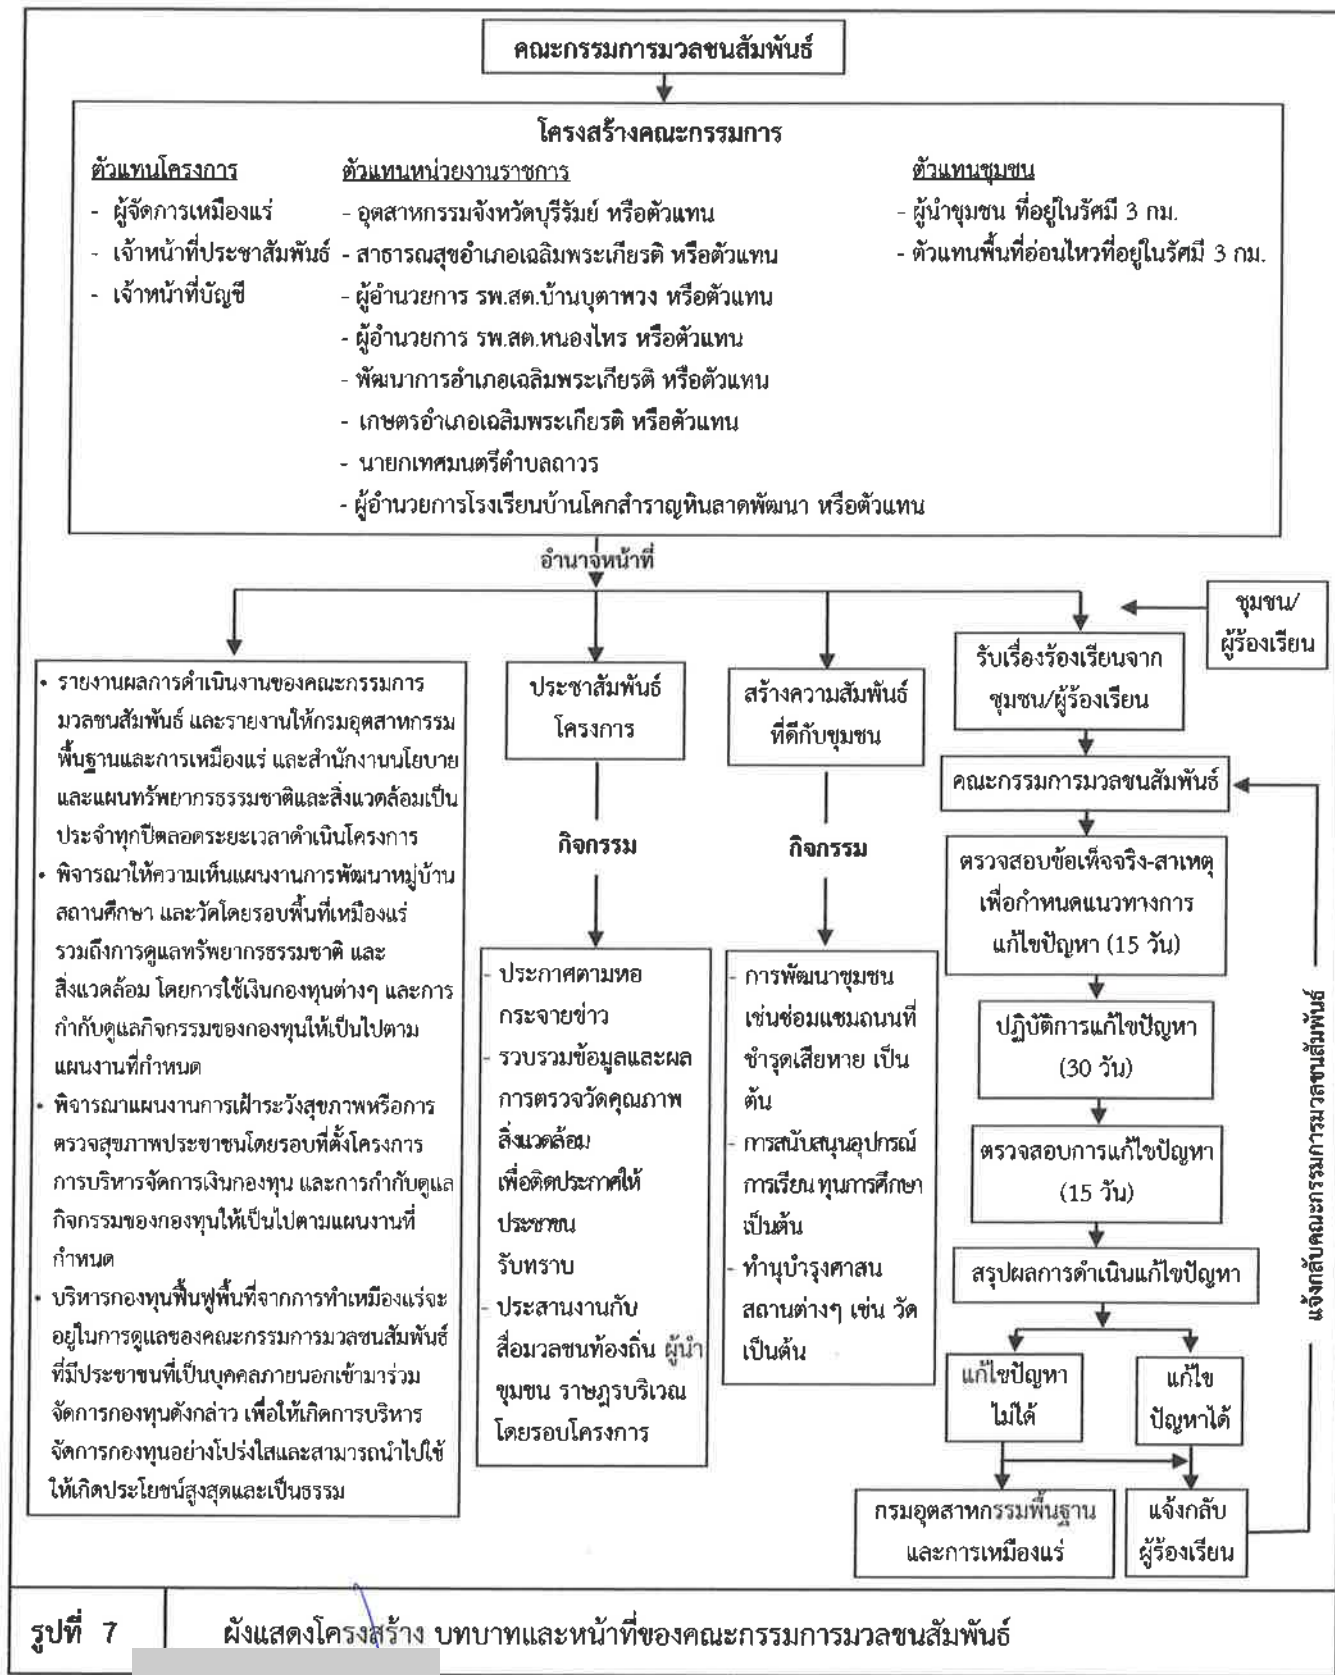 คณะกรรมการมวลชนสัมพันธ์
โครงสร้างคณะกรรมการ
ตัวแทนโครงการ
- ผู้จัดการเหมืองแร่
- เจ้าหน้าที่ประชาสัมพันธ์
- เจ้าหน้าที่บัญชี
ตัวแทนหน่วยงานราชการ
- อุตสาหกรรมจังหวัดบุรีรัมย์ หรือตัวแทน
- สาธารณสุขอำเภอเฉลิมพระเกียรติ หรือตัวแทน
- ผู้อำนวยการ รพ.สต.บ้านบุตาพวง หรือตัวแทน
- ผู้อำนวยการ รพ.สต.หนองไทร หรือตัวแทน
- พัฒนาการอำเภอเฉลิมพระเกียรติ หรือตัวแทน
- เกษตรอำเภอเฉลิมพระเกียรติ หรือตัวแทน
- นายกเทศมนตรีตำบลถาวร
- ผู้อำนวยการโรงเรียนบ้านโคกสำราญหินลาดพัฒนา หรือตัวแทน
ตัวแทนชุมชน
- ผู้นำชุมชน ที่อยู่ในรัศมี 3 กม.
- ตัวแทนพื้นที่อ่อนไหวที่อยู่ในรัศมี 3 กม.
อำนาจหน้าที่
• รายงานผลการดำเนินงานของคณะกรรมการ
มวลชนสัมพันธ์ และรายงานให้กรมอุตสาหกรรม
พื้นฐานและการเหมืองแร่ และสำนักงานนโยบาย
และแผนทรัพยากรธรรมชาติและสิ่งแวดล้อมเป็น
ประจำทุกปีตลอดระยะเวลาดำเนินโครงการ
• พิจารณาให้ความเห็นแผนงานการพัฒนาหมู่บ้าน
สถานศึกษา และวัดโดยรอบพื้นที่เหมืองแร่
รวมถึงการดูแลทรัพยากรธรรมชาติ และ
สิ่งแวดล้อม โดยการใช้เงินกองทุนต่างๆ และการ
กำกับดูแลกิจกรรมของกองทุนให้เป็นไปตาม
แผนงานที่กำหนด
• พิจารณาแผนงานการเฝ้าระวังสุขภาพหรือการ
ตรวจสุขภาพประชาชนโดยรอบที่ตั้งโครงการ
การบริหารจัดการเงินกองทุน และการกำกับดูแล
กิจกรรมของกองทุนให้เป็นไปตามแผนงานที่
กำหนด
• บริหารกองทุนฟื้นฟูพื้นที่จากการทำเหมืองแร่จะ
อยู่ในการดูแลของคณะกรรมการมวลชนสัมพันธ์
ที่มีประชาชนที่เป็นบุคคลภายนอกเข้ามาร่วม
จัดการกองทุนดังกล่าว เพื่อให้เกิดการบริหาร
จัดการกองทุนอย่างโปร่งใสและสามารถนำไปใช้
ให้เกิดประโยชน์สูงสุดและเป็นธรรม
ประชาสัมพันธ์
โครงการ
กิจกรรม
- ประกาศตามหอ
กระจายข่าว
- รวบรวมข้อมูลและผล
การตรวจวัดคุณภาพ
สิ่งแวดล้อม
เพื่อติดประกาศให้
ประชาชน
รับทราบ
- ประสานงานกับ
สื่อมวลชนท้องถิ่น ผู้นำ
ชุมชน ราษฎรบริเวณ
โดยรอบโครงการ
สร้างความสัมพันธ์
ที่ดีกับชุมชน
กิจกรรม
- การพัฒนาชุมชน
เช่นซ่อมแซมถนนที่
ชำรุดเสียหาย เป็น
ต้น
- การสนับสนุนอุปกรณ์
การเรียน ทุนการศึกษา
เป็นต้น
- ทำนุบำรุงศาสน
สถานต่างๆ เช่น วัด
เป็นต้น
ชุมชน/
ผู้ร้องเรียน
รับเรื่องร้องเรียนจาก
ชุมชน/ผู้ร้องเรียน
คณะกรรมการมวลชนสัมพันธ์
ตรวจสอบข้อเท็จจริง-สาเหตุ
เพื่อกำหนดแนวทางการ
แก้ไขปัญหา (15 วัน)
ปฏิบัติการแก้ไขปัญหา
(30 วัน)
ตรวจสอบการแก้ไขปัญหา
(15 วัน)
สรุปผลการดำเนินแก้ไขปัญหา
แก้ไขปัญหา
ไม่ได้
แก้ไข
ปัญหาได้
กรมอุตสาหกรรมพื้นฐาน
และการเหมืองแร่
แจ้งกลับ
ผู้ร้องเรียน
แจ้งกลับคณะกรรมการมวลชนสัมพันธ์
รูปที่ 7
ผังแสดงโครงสร้าง บทบาทและหน้าที่ของคณะกรรมการมวลชนสัมพันธ์